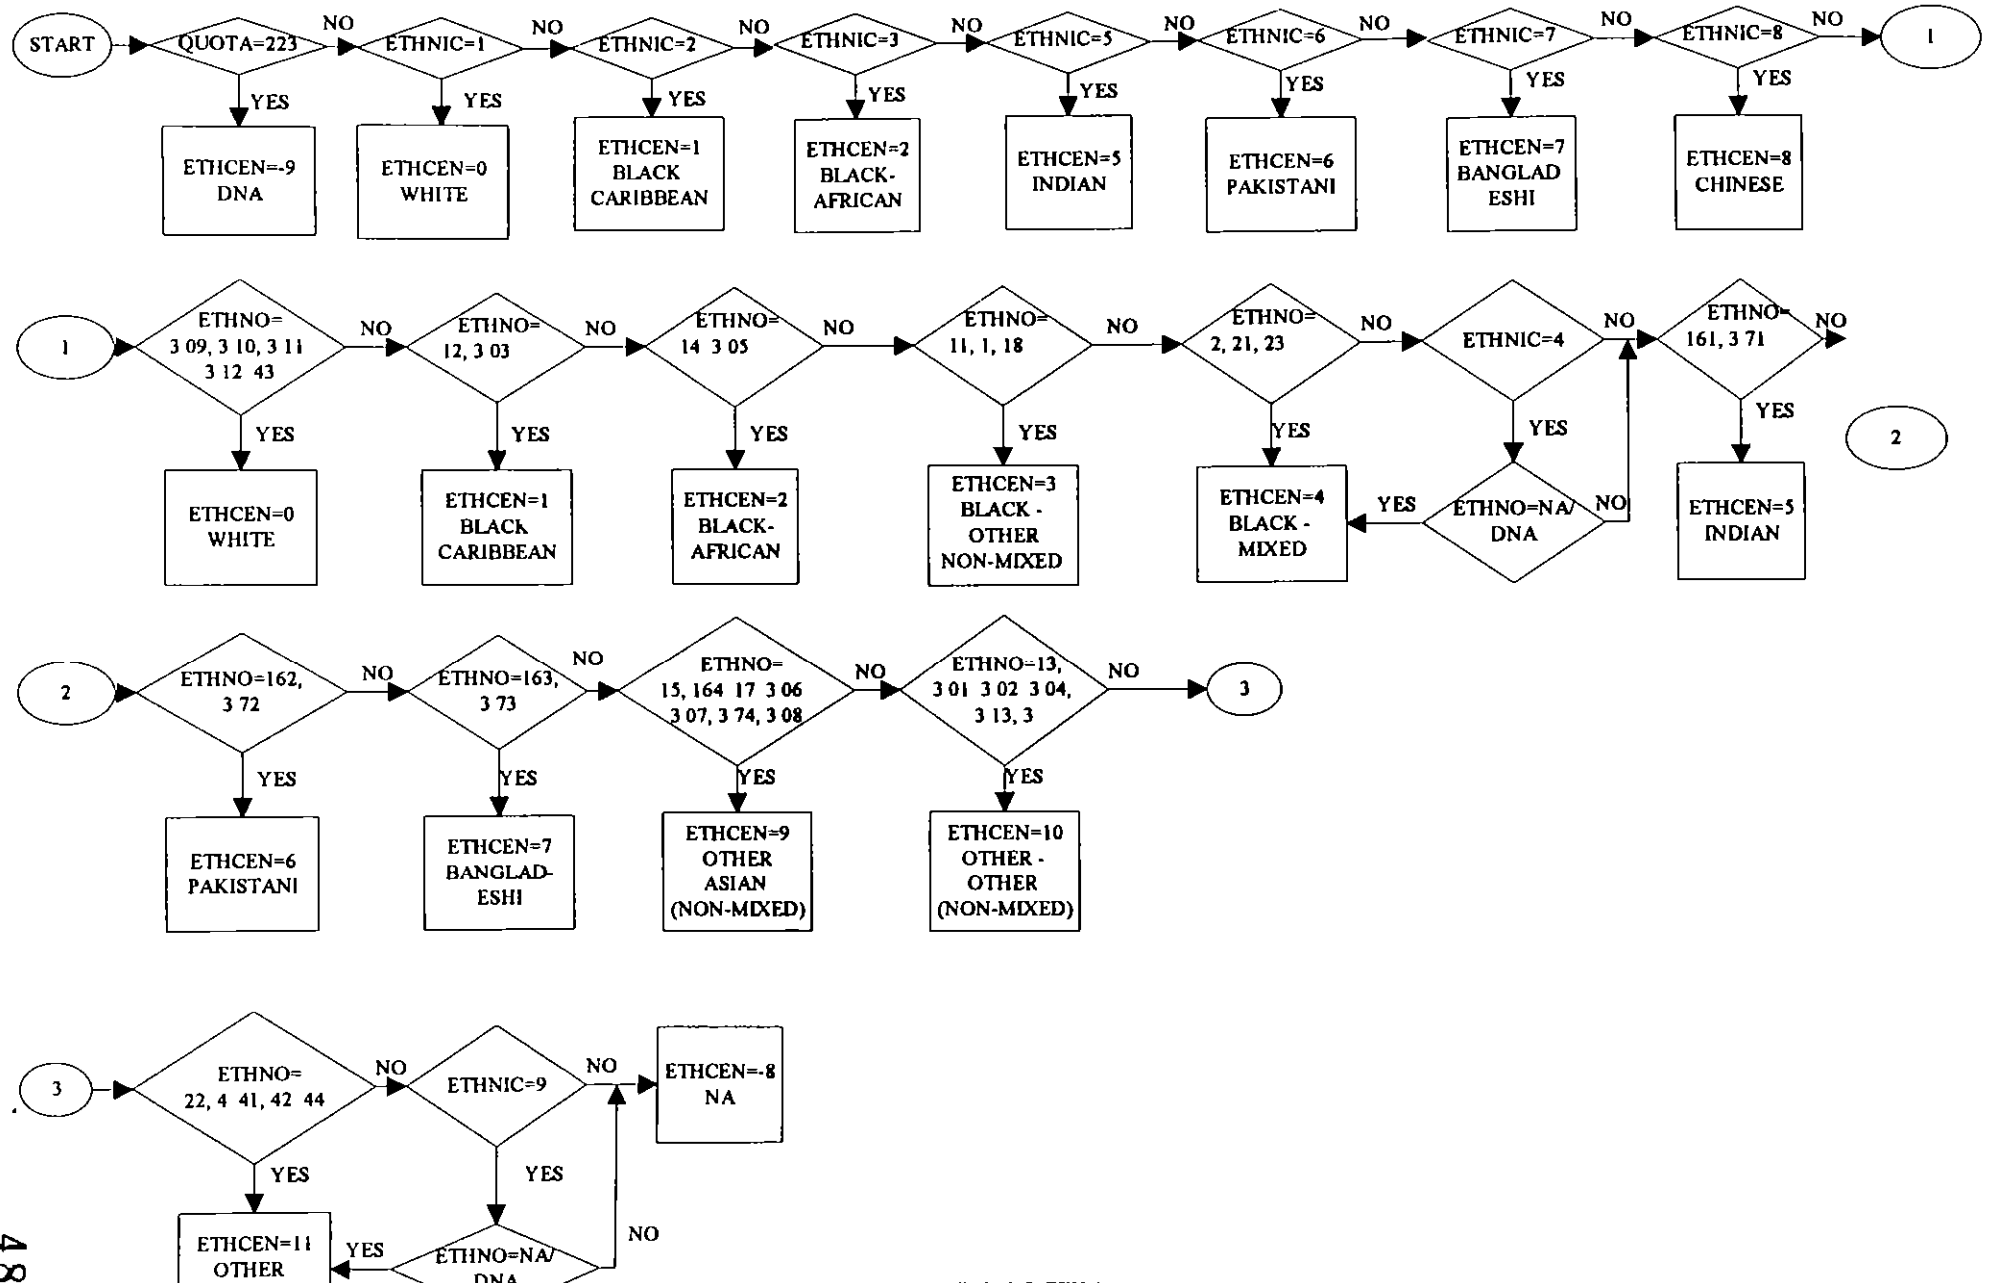 START
QUOTA=223
NO
ETHNIC=1
NO
ETHNIC=2
NO
ETHNIC=3
NO
ETHNIC=5
NO
ETHNIC=6
NO
ETHNIC=7
NO
ETHNIC=8
NO
1
YES
YES
YES
YES
YES
YES
YES
YES
ETHCEN=-9
DNA
ETHCEN=0
WHITE
ETHCEN=1
BLACK
CARIBBEAN
ETHCEN=2
BLACK-
AFRICAN
ETHCEN=5
INDIAN
ETHCEN=6
PAKISTANI
ETHCEN=7
BANGLAD
ESHI
ETHCEN=8
CHINESE
1
ETHNO=
3 09, 3 10, 3 11
3 12 43
NO
ETHNO=
12, 3 03
NO
ETHNO=
14 3 05
NO
ETHNO=
11, 1, 18
NO
ETHNO=
2, 21, 23
NO
ETHNIC=4
NO
ETHNO=
161, 3 71
NO
YES
YES
YES
YES
YES
YES
YES
2
ETHCEN=0
WHITE
ETHCEN=1
BLACK
CARIBBEAN
ETHCEN=2
BLACK-
AFRICAN
ETHCEN=3
BLACK -
OTHER
NON-MIXED
ETHCEN=4
BLACK -
MIXED
YES
ETHNO=NA/
DNA
NO
ETHCEN=5
INDIAN
2
ETHNO=162,
3 72
NO
ETHNO=163,
3 73
NO
ETHNO=
15, 164 17 3 06
3 07, 3 74, 3 08
NO
ETHNO=13,
3 01 3 02 3 04,
3 13, 3
NO
3
YES
YES
YES
YES
ETHCEN=6
PAKISTANI
ETHCEN=7
BANGLAD-
ESHI
ETHCEN=9
OTHER
ASIAN
(NON-MIXED)
ETHCEN=10
OTHER -
OTHER
(NON-MIXED)
3
ETHNO=
22, 4 41, 42 44
NO
ETHNIC=9
NO
ETHCEN=-8
NA
YES
YES
NO
ETHCEN=11
OTHER
YES
ETHNO=NA/
DNA
48